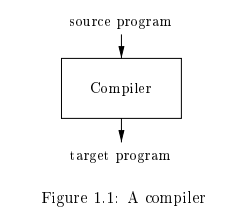 source program
Compiler
target program
Figure 1.1: A compiler